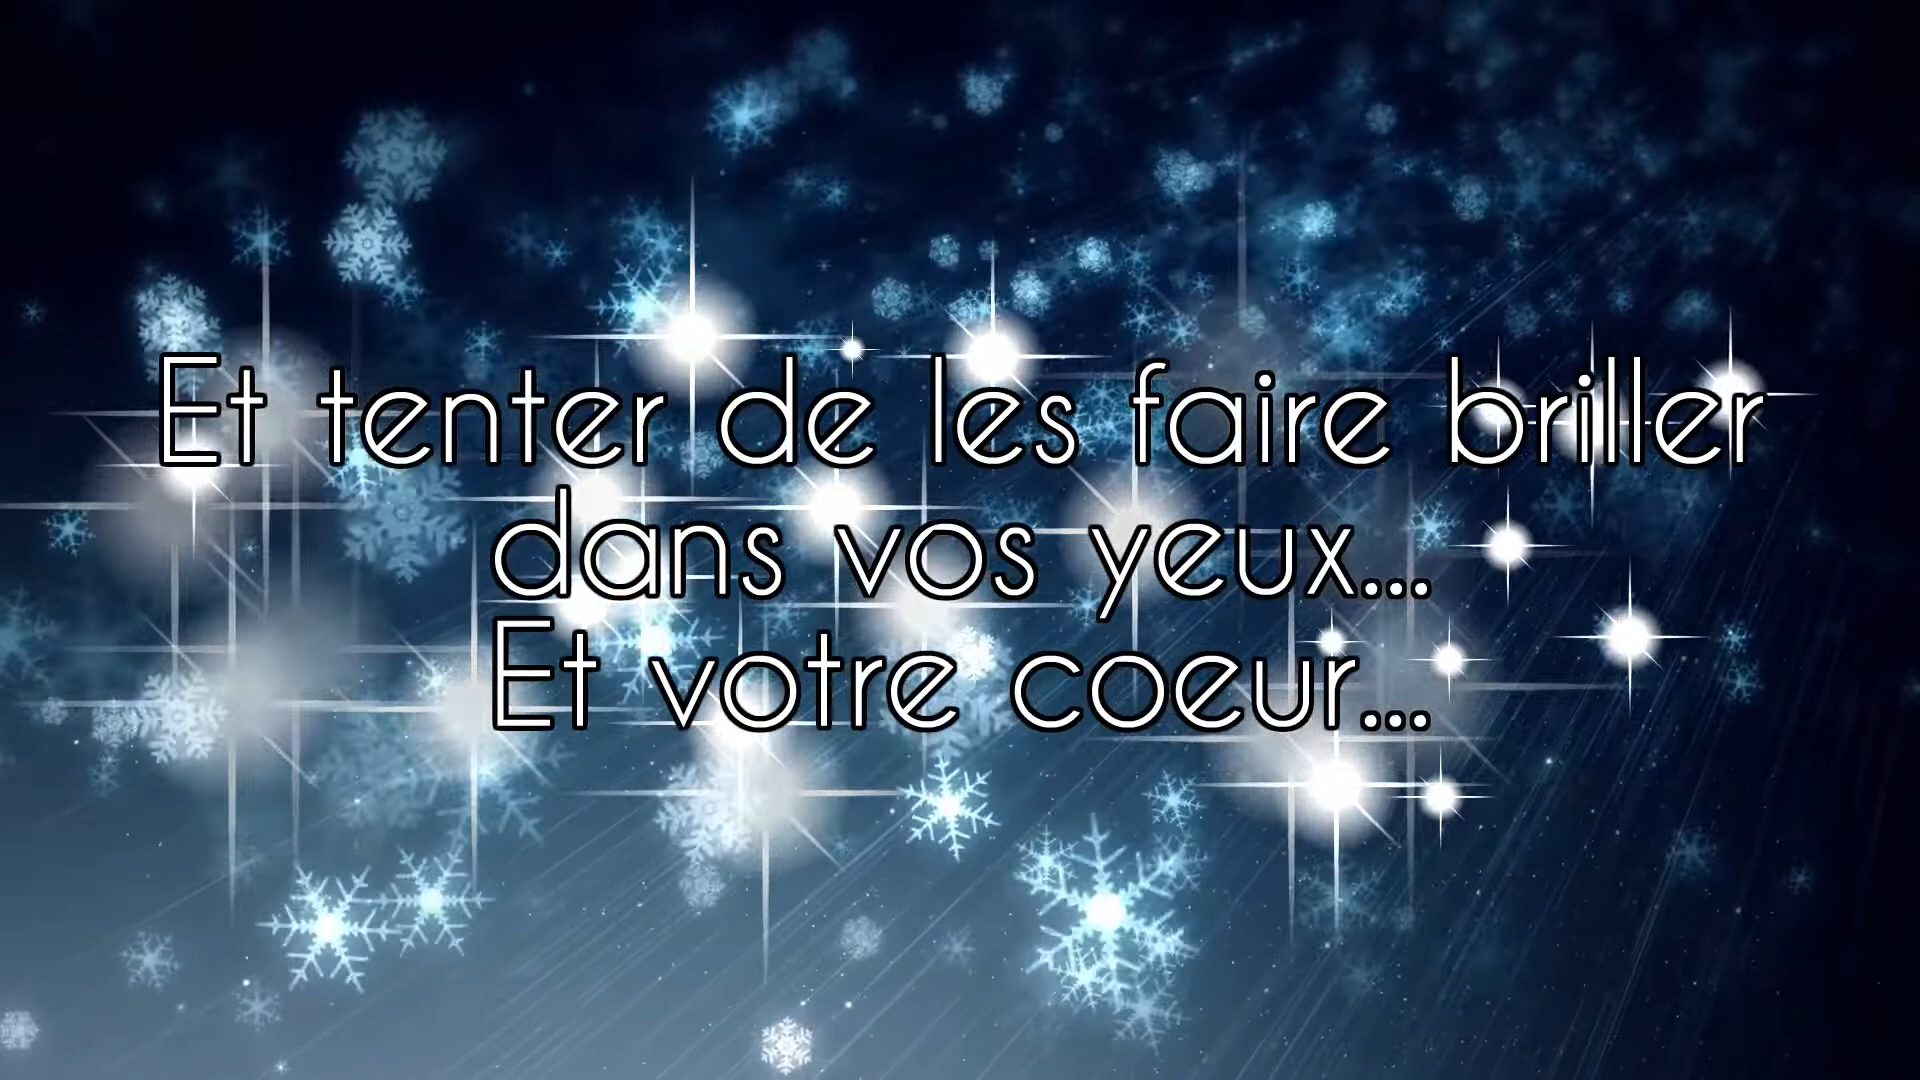 Et tenter de les faire briller
dans vos yeux...
Et votre coeur...